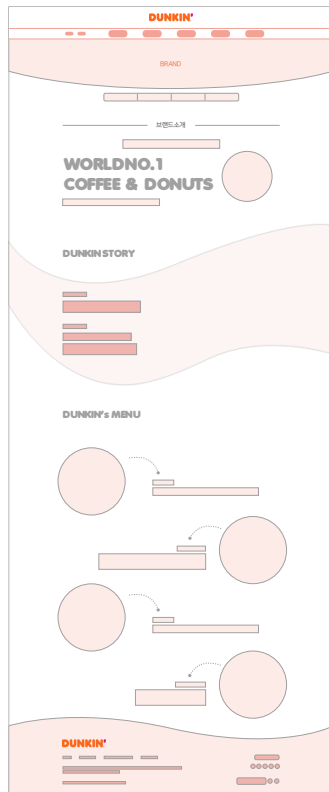 DUNKIN'
BRAND
브랜드소개
WORLDNO.1
COFFEE & DONUTS
DUNKIN STORY
DUNKIN's MENU
DUNKIN'